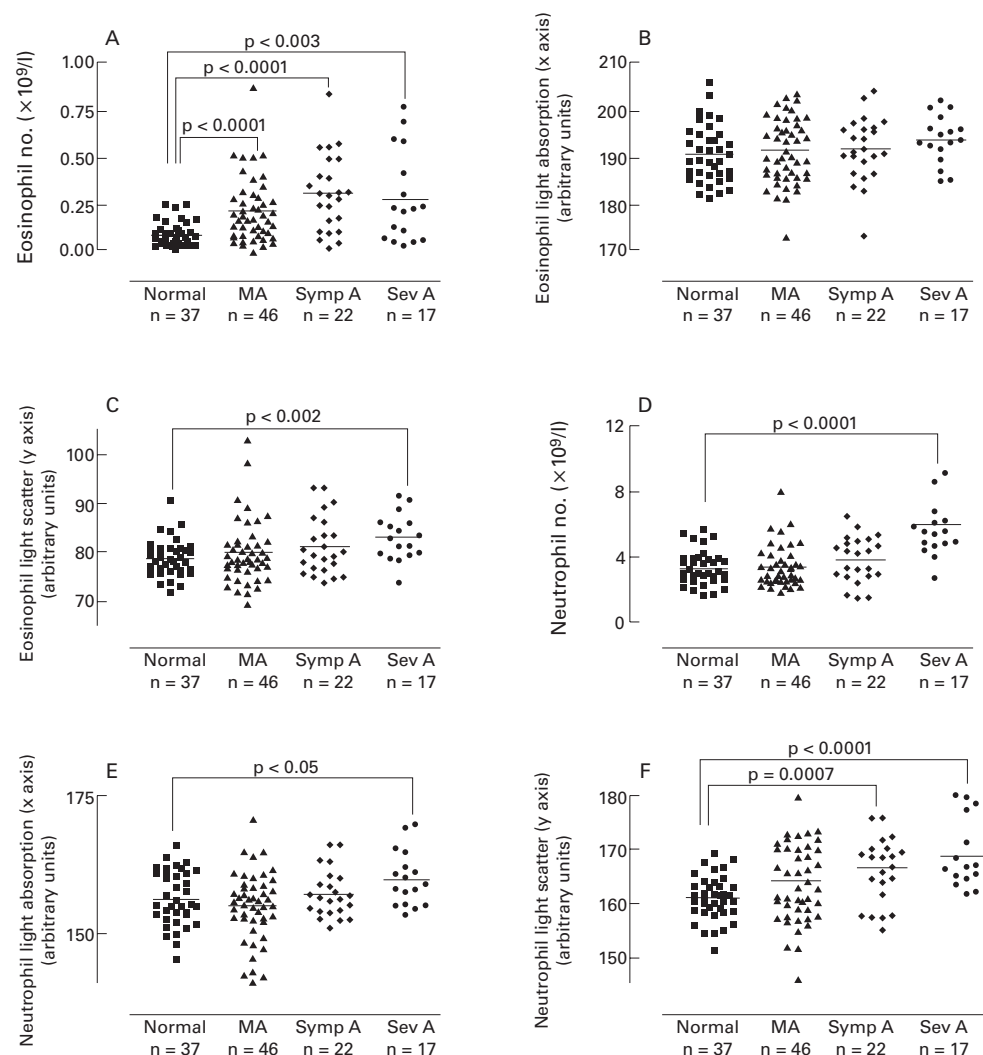 A
Eosinophil no. (×10⁹/l)
1.00
0.75
0.50
0.25
0.00
p < 0.003
p < 0.0001
p < 0.0001
Normal MA Symp A Sev A
n = 37 n = 46 n = 22 n = 17
B
Eosinophil light absorption (x axis)
(arbitrary units)
210
200
190
180
170
Normal MA Symp A Sev A
n = 37 n = 46 n = 22 n = 17
C
Eosinophil light scatter (y axis)
(arbitrary units)
100
90
80
70
p < 0.002
Normal MA Symp A Sev A
n = 37 n = 46 n = 22 n = 17
D
Neutrophil no. (×10⁹/l)
12
8
4
0
p < 0.0001
Normal MA Symp A Sev A
n = 37 n = 46 n = 22 n = 17
E
Neutrophil light absorption (x axis)
(arbitrary units)
175
150
p < 0.05
Normal MA Symp A Sev A
n = 37 n = 46 n = 22 n = 17
F
Neutrophil light scatter (y axis)
(arbitrary units)
180
170
160
150
p < 0.0001
p = 0.0007
Normal MA Symp A Sev A
n = 37 n = 46 n = 22 n = 17